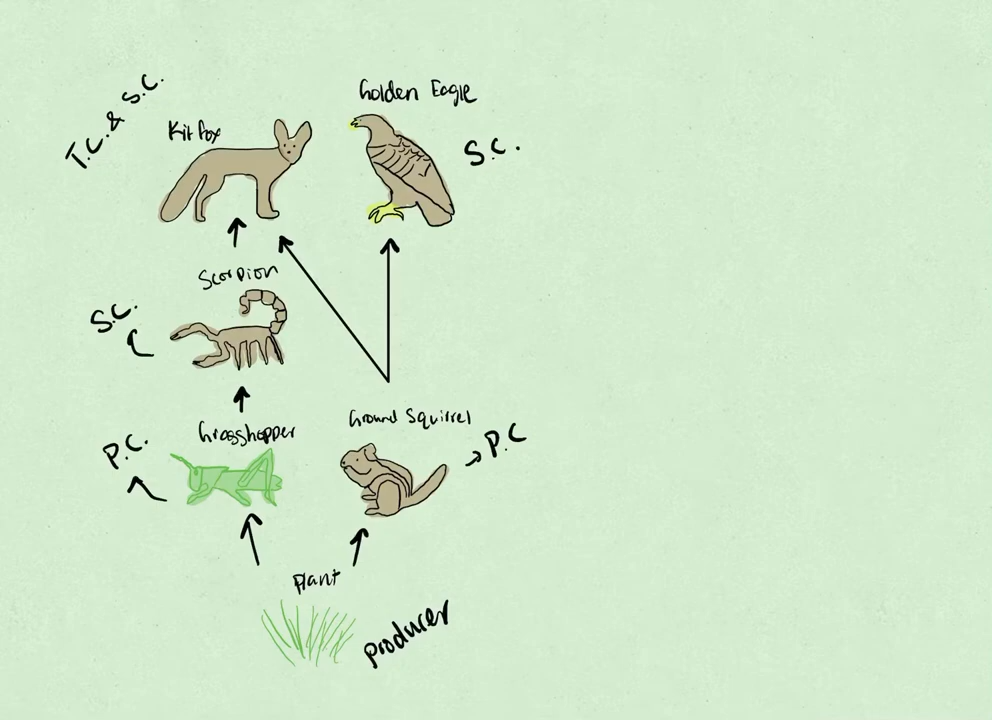 T.C. & S.C.
Kit fox
Golden Eagle
S.C.
Scorpion
S.C.
Grasshopper
P.C.
Ground Squirrel
P.C
Plant
producer